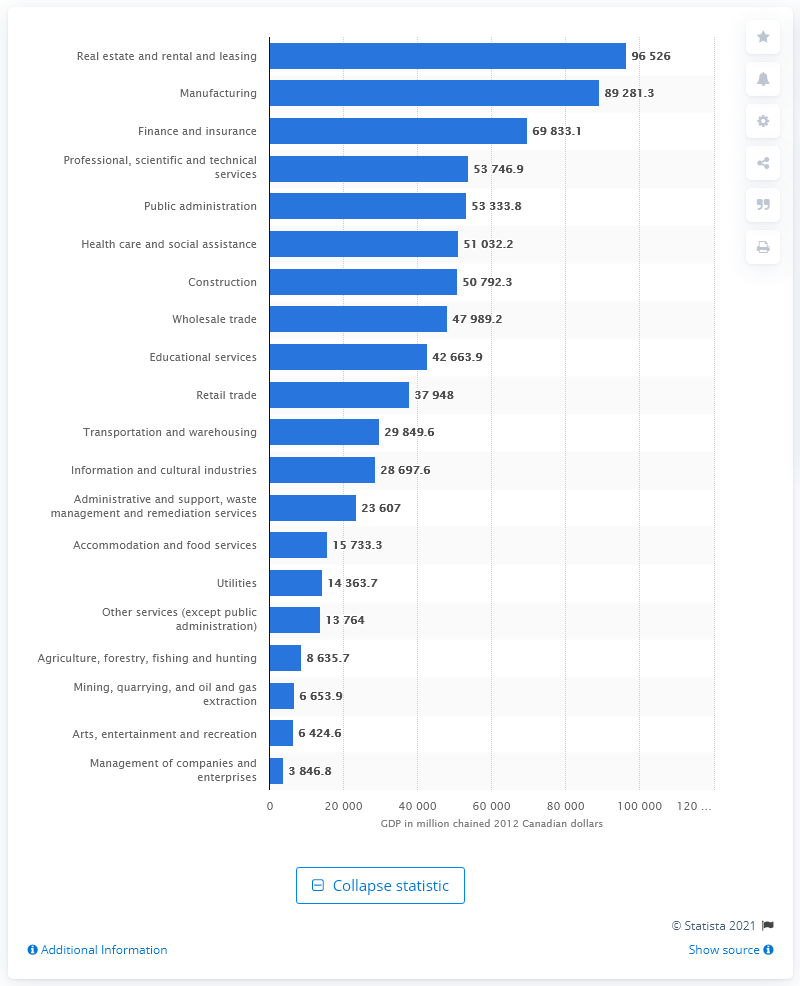 Real estate and rental and leasing 96 526
Manufacturing 89 281.3
Finance and insurance 69 833.1
Professional, scientific and technical
services 53 746.9
Public administration 53 333.8
Health care and social assistance 51 032.2
Construction 50 792.3
Wholesale trade 47 989.2
Educational services 42 663.9
Retail trade 37 948
Transportation and warehousing 29 849.6
Information and cultural industries 28 697.6
Administrative and support, waste
management and remediation services 23 607
Accommodation and food services 15 733.3
Utilities 14 363.7
Other services (except public
administration) 13 764
Agriculture, forestry, fishing and hunting 8 635.7
Mining, quarrying, and oil and gas
extraction 6 653.9
Arts, entertainment and recreation 6 424.6
Management of companies and
enterprises 3 846.8
0 20 000 40 000 60 000 80 000 100 000 120 ...
GDP in million chained 2012 Canadian dollars
Collapse statistic
© Statista 2021
Additional Information Show source